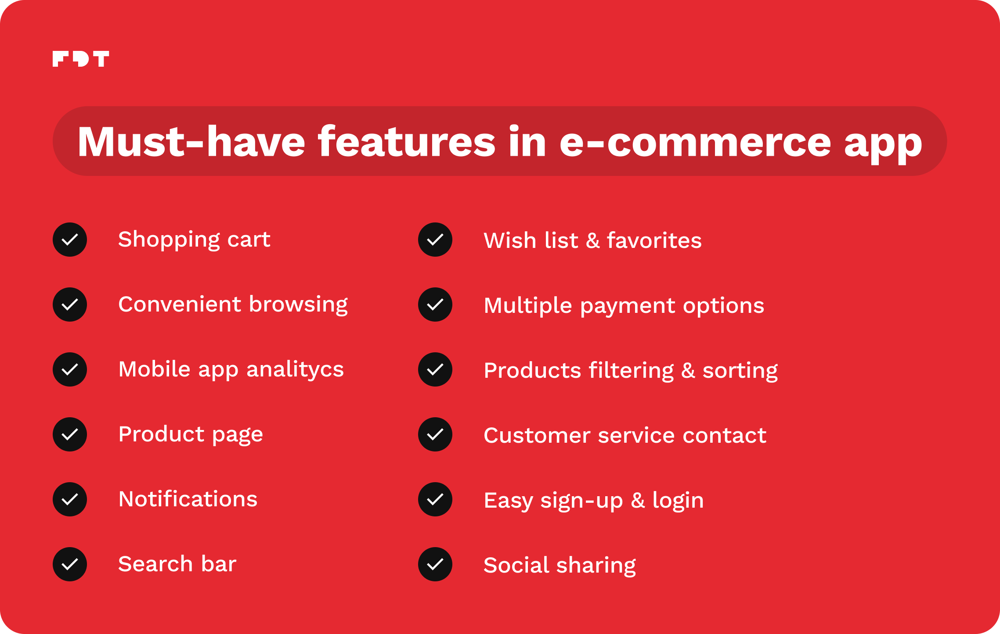 FDT
Must-have features in e-commerce app
Shopping cart
Convenient browsing
Mobile app analitycs
Product page
Notifications
Search bar
Wish list & favorites
Multiple payment options
Products filtering & sorting
Customer service contact
Easy sign-up & login
Social sharing